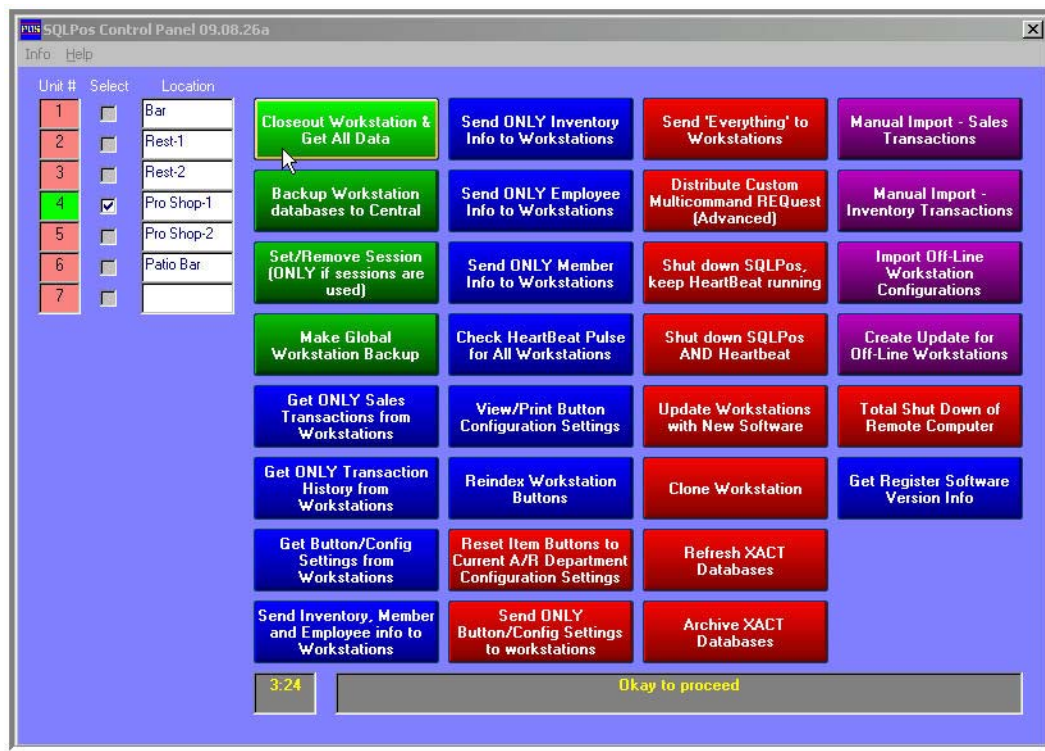 POS SQLPos Control Panel 09.08.26a
Info Help
Unit # Select Location
1 Bar
2 Rest-1
3 Rest-2
4 Pro Shop-1
5 Pro Shop-2
6 Patio Bar
7
Closeout Workstation &
Get All Data
Backup Workstation
databases to Central
Set/Remove Session
(ONLY if sessions are
used)
Make Global
Workstation Backup
Get ONLY Sales
Transactions from
Workstations
Get ONLY Transaction
History from
Workstations
Get Button/Config
Settings from
Workstations
Send Inventory, Member
and Employee info to
Workstations
Send ONLY Inventory
Info to Workstations
Send ONLY Employee
Info to Workstations
Send ONLY Member
Info to Workstations
Check HeartBeat Pulse
for All Workstations
View/Print Button
Configuration Settings
Reindex Workstation
Buttons
Reset Item Buttons to
Current A/R Department
Configuration Settings
Send ONLY
Button/Config Settings
to workstations
Send 'Everything' to
Workstations
Distribute Custom
Multicommand REQuest
(Advanced)
Shut down SQLPos,
keep HeartBeat running
Shut down SQLPos
AND Heartbeat
Update Workstations
with New Software
Clone Workstation
Refresh XACT
Databases
Archive XACT
Databases
Manual Import - Sales
Transactions
Manual Import -
Inventory Transactions
Import Off-Line
Workstation
Configurations
Create Update for
Off-Line Workstations
Total Shut Down of
Remote Computer
Get Register Software
Version Info
3:24
Okay to proceed